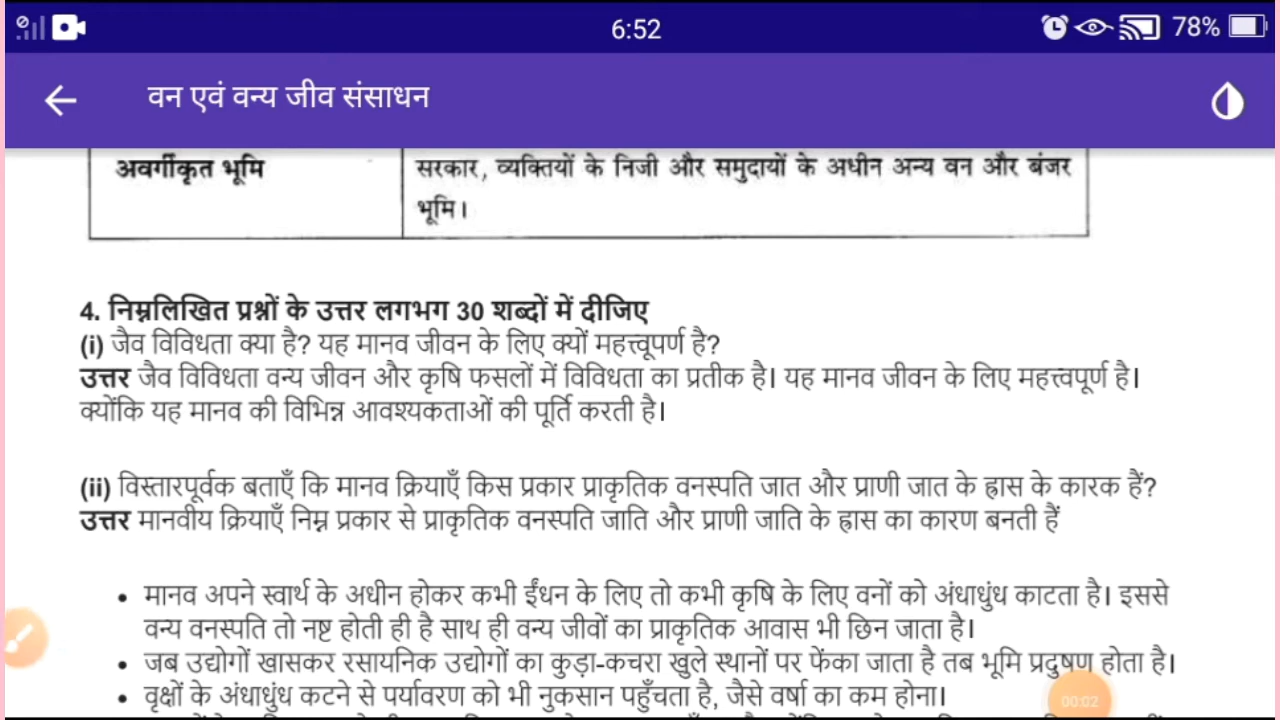 6:52
78%
वन एवं वन्य जीव संसाधन
अवर्गीकृत भूमि
सरकार, व्यक्तियों के निजी और समुदायों के अधीन अन्य वन और बंजर
भूमि।
4. निम्नलिखित प्रश्नों के उत्तर लगभग 30 शब्दों में दीजिए
(i) जैव विविधता क्या है? यह मानव जीवन के लिए क्यों महत्त्वूपर्ण है?
उत्तर जैव विविधता वन्य जीवन और कृषि फसलों में विविधता का प्रतीक है। यह मानव जीवन के लिए महत्त्वपूर्ण है।
क्योंकि यह मानव की विभिन्न आवश्यकताओं की पूर्ति करती है।
(ii) विस्तारपूर्वक बताएँ कि मानव क्रियाएँ किस प्रकार प्राकृतिक वनस्पति जात और प्राणी जात के ह्रास के कारक हैं?
उत्तर मानवीय क्रियाएँ निम्न प्रकार से प्राकृतिक वनस्पति जाति और प्राणी जाति के ह्रास का कारण बनती हैं
• मानव अपने स्वार्थ के अधीन होकर कभी ईंधन के लिए तो कभी कृषि के लिए वनों को अंधाधुंध काटता है। इससे
वन्य वनस्पति तो नष्ट होती ही है साथ ही वन्य जीवों का प्राकृतिक आवास भी छिन जाता है।
• जब उद्योगों खासकर रसायनिक उद्योगों का कुड़ा-कचरा खुले स्थानों पर फेंका जाता है तब भूमि प्रदुषण होता है।
• वृक्षों के अंधाधुंध कटने से पर्यावरण को भी नुकसान पहुँचता है, जैसे वर्षा का कम होना।
00:02